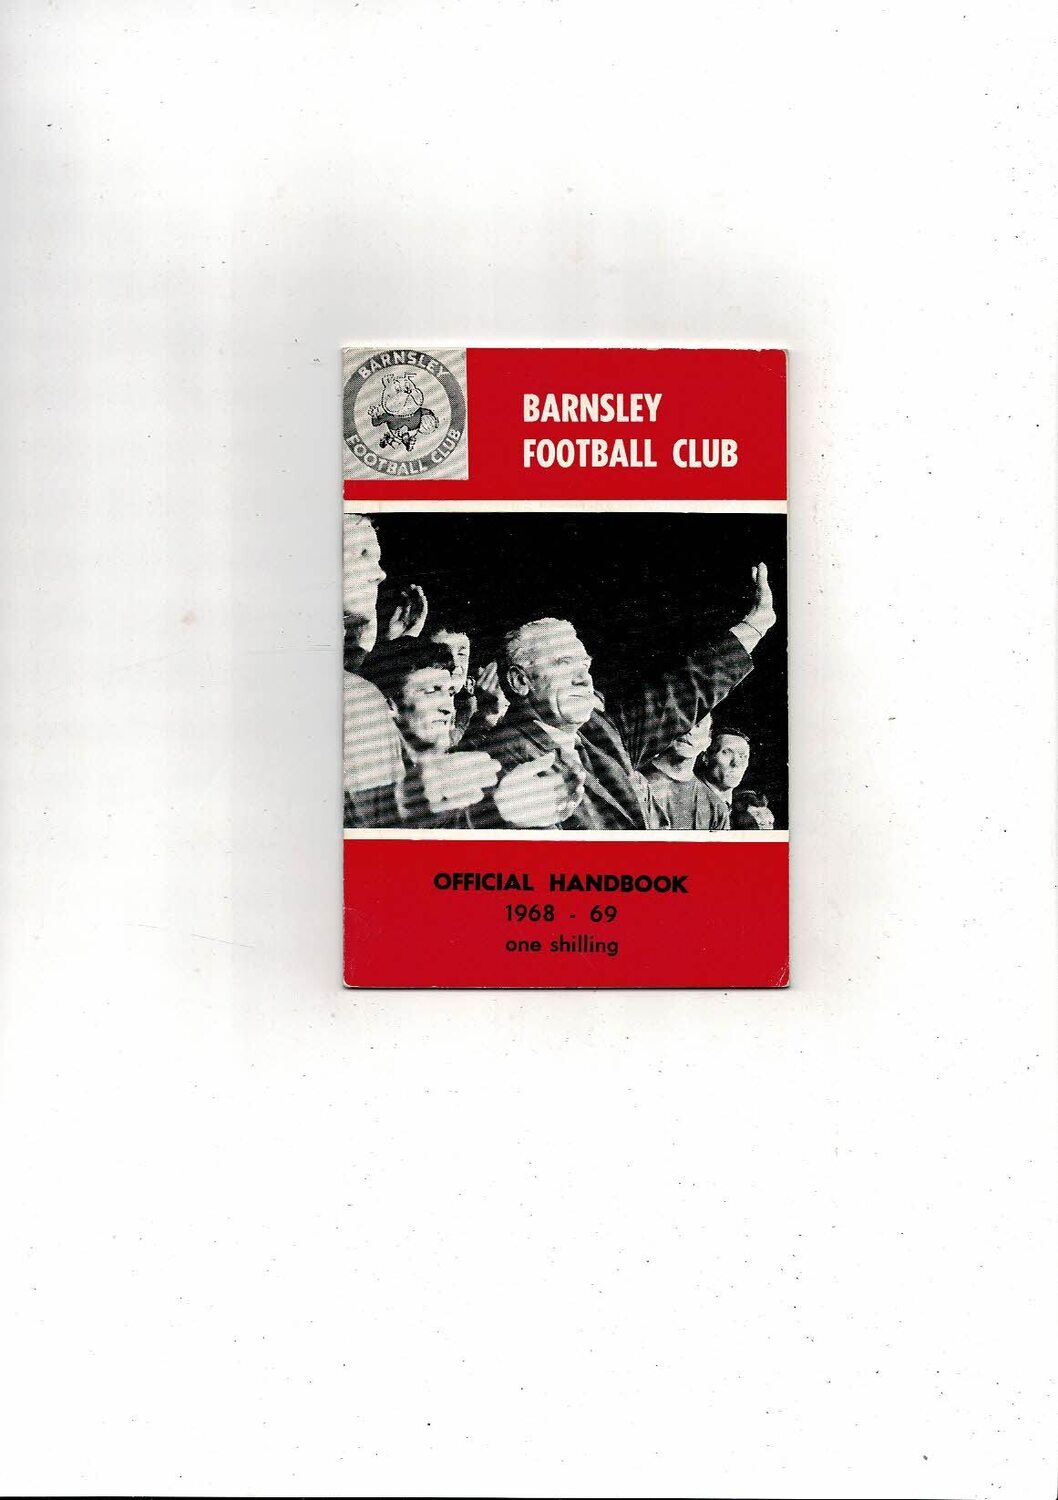 BARNSLEY
FOOTBALL CLUB
BARNSLEY
FOOTBALL CLUB
OFFICIAL HANDBOOK
1968 - 69
one shilling